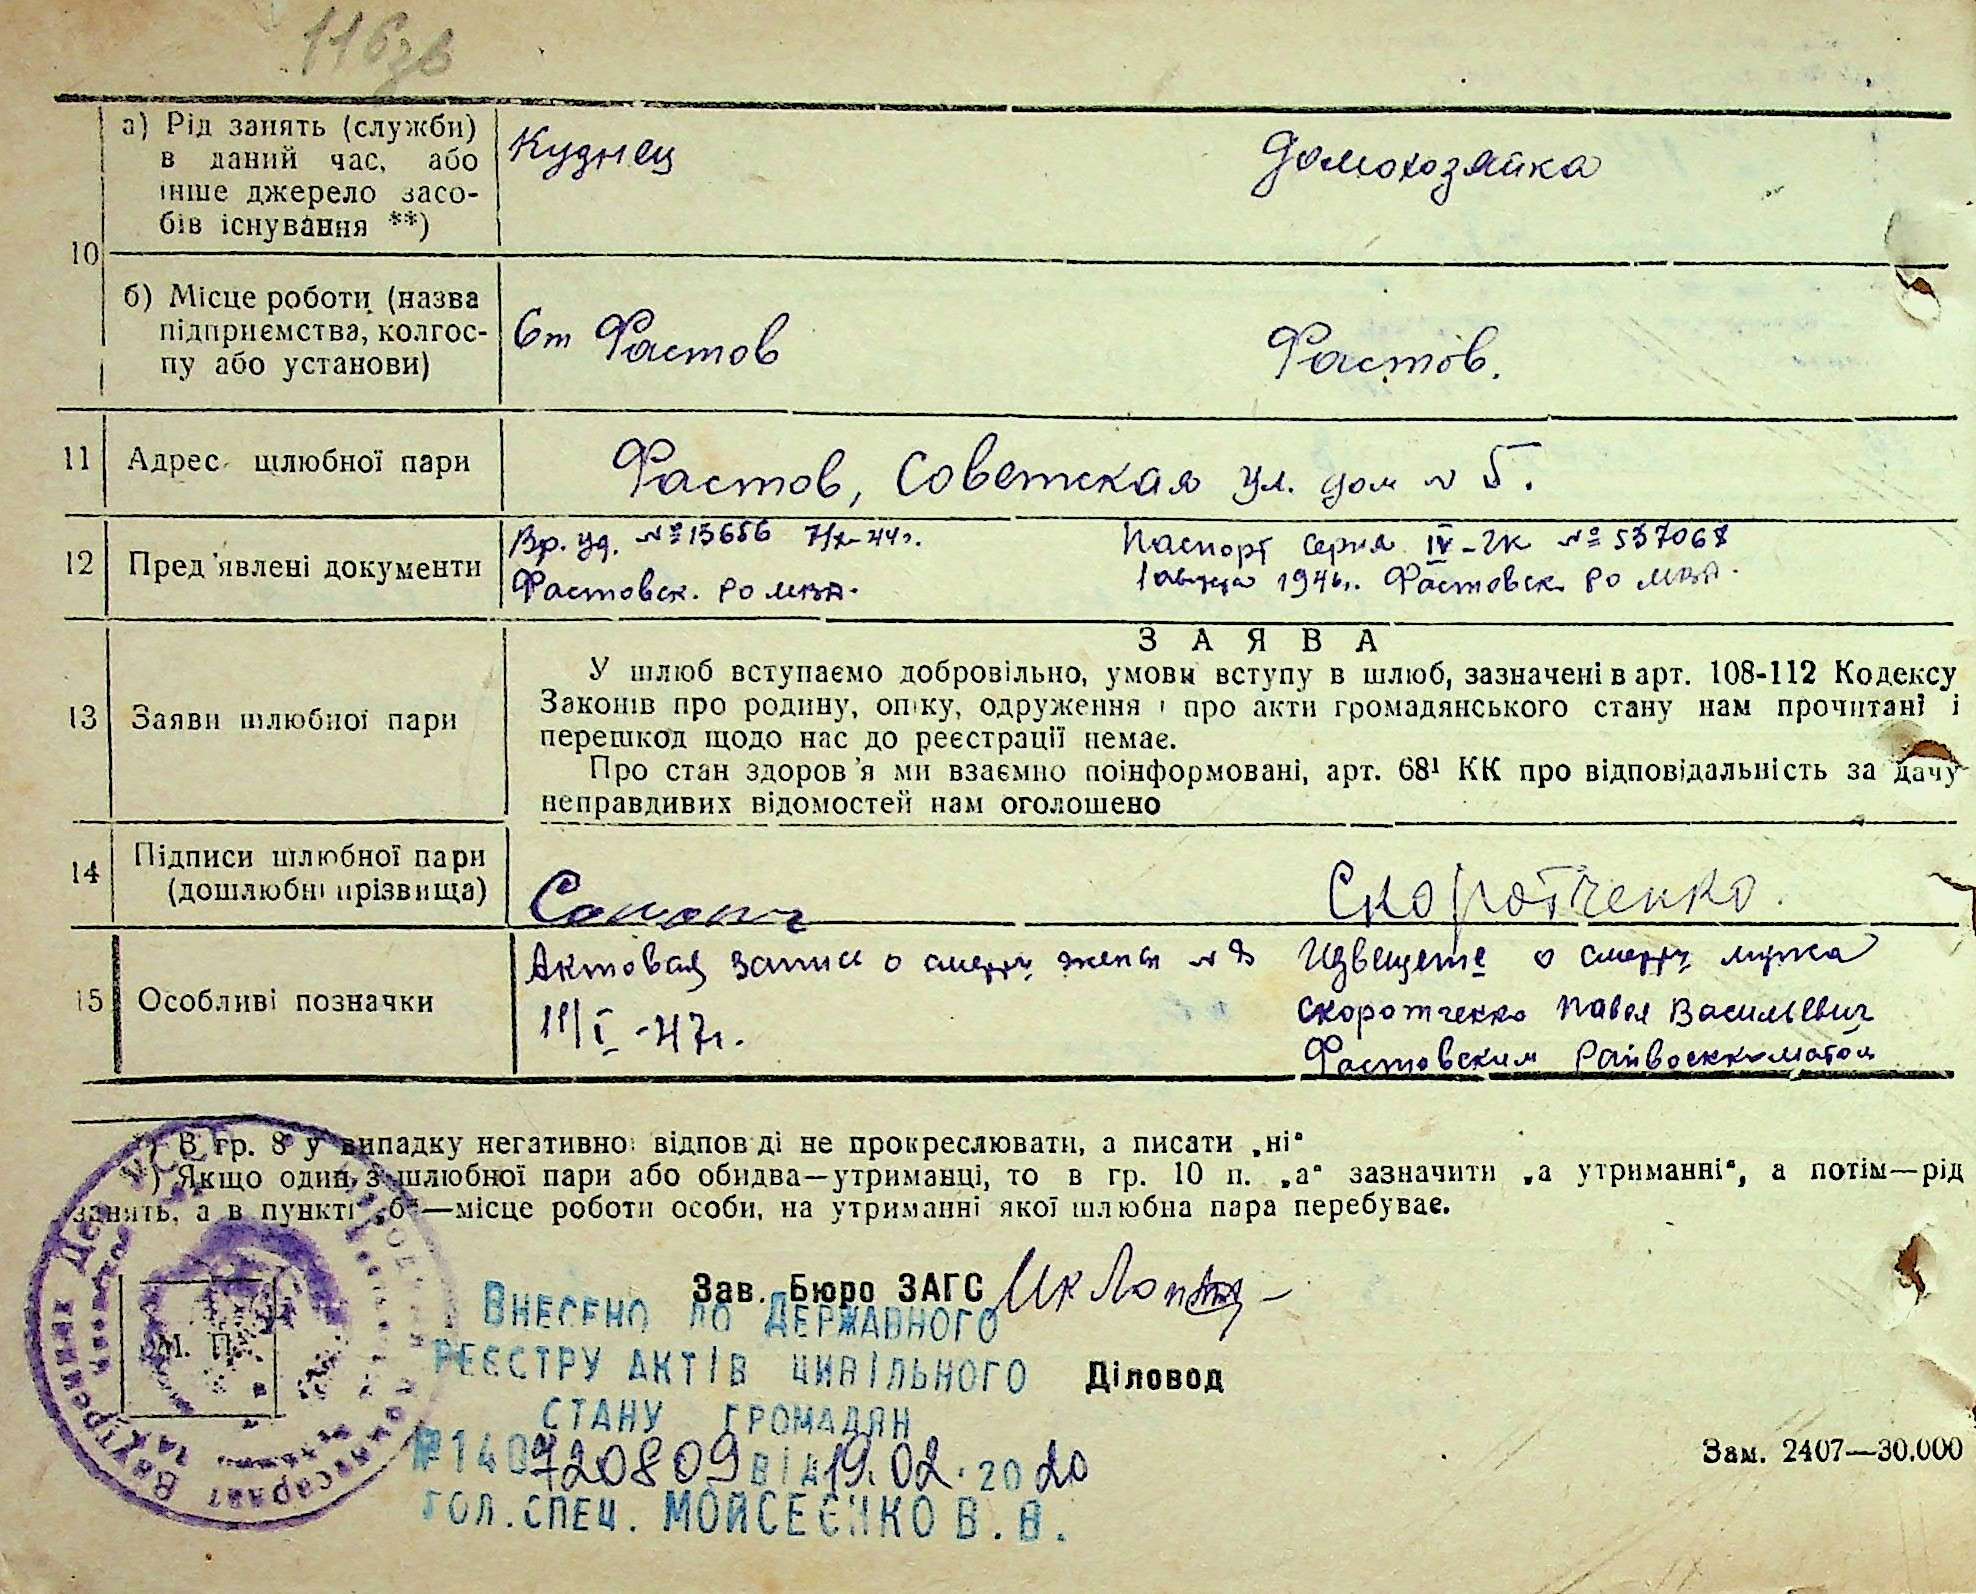 116зв
а) Рід занять (служби) Кузнец Домохозяйка
в даний час, або
інше джерело засо-
бів існування **)
10
б) Місце роботи (назва
підприємства, колгос-
пу або установи)
Ст Фастов Фастов.
11 Адрес шлюбної пари Фастов, Советская ул. дом № 5.
12 Пред'явлені документи
Вр. уд. №13656 44г. Паспорт серия IV-ГК № 537067
Фастовск. РО МВД. 1 августа 1946г. Фастовск РО МВД.
ЗАЯВА
13 Заяви шлюбної пари
У шлюб вступаємо добровільно, умови вступу в шлюб, зазначені в арт. 108-112 Кодексу
Законів про родину, опіку, одруження і про акти громадянського стану нам прочитані і
перешкод щодо нас до реєстрації немає.
Про стан здоров'я ми взаємно поінформовані, арт. 68¹ КК про відповідальність за дачу
неправдивих відомостей нам оголошено
14 Підписи шлюбної пари
(дошлюбні прізвища)
Скоротченко.
15 Особливі позначки
Актовая запись о смерти жены № Извещение о смерти мужа
11/I-47г. Скоротченко Павел Васильевич
Фастовским Райвоенкоматом
*) В гр. 8 у випадку негативної відповіді не прокреслювати, а писати „ні“
) Якщо один з шлюбної пари або обидва—утриманці, то в гр. 10 п. „а“ зазначити „а утриманні“, а потім—рід
занять, а в пункті „б“—місце роботи особи, на утриманні якої шлюбна пара перебуває.
М. П.
Зав. Бюро ЗАГС
ВНЕСЕНО ДО ДЕРЖАВНОГО
РЕЄСТРУ АКТІВ ЦИВІЛЬНОГО
Діловод
СТАНУ ГРОМАДЯН
№140720809 ВІД 19.02.2020
ГОЛ.СПЕЦ. МОЙСЕЄНКО В.В.
Зам. 2407—30.000